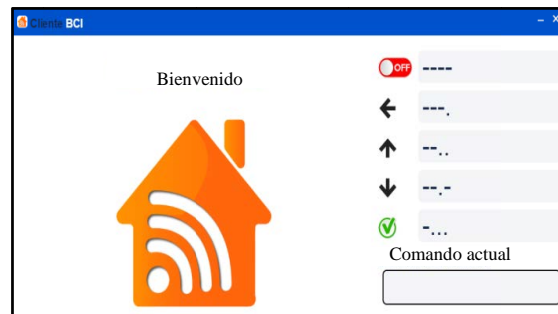 Cliente BCI
Bienvenido
OFF ----
---.
--..
--.-
-...
Comando actual